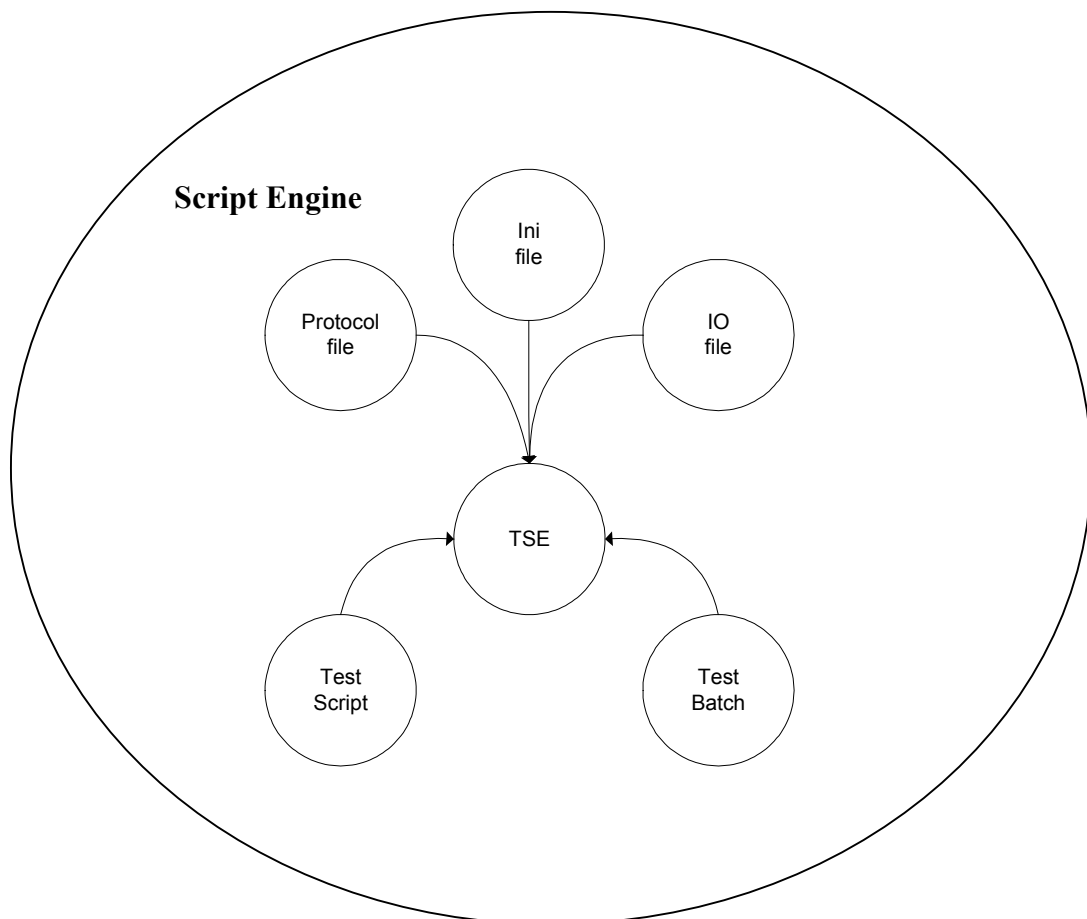 Script Engine
Ini
file
Protocol
file
IO
file
TSE
Test
Script
Test
Batch